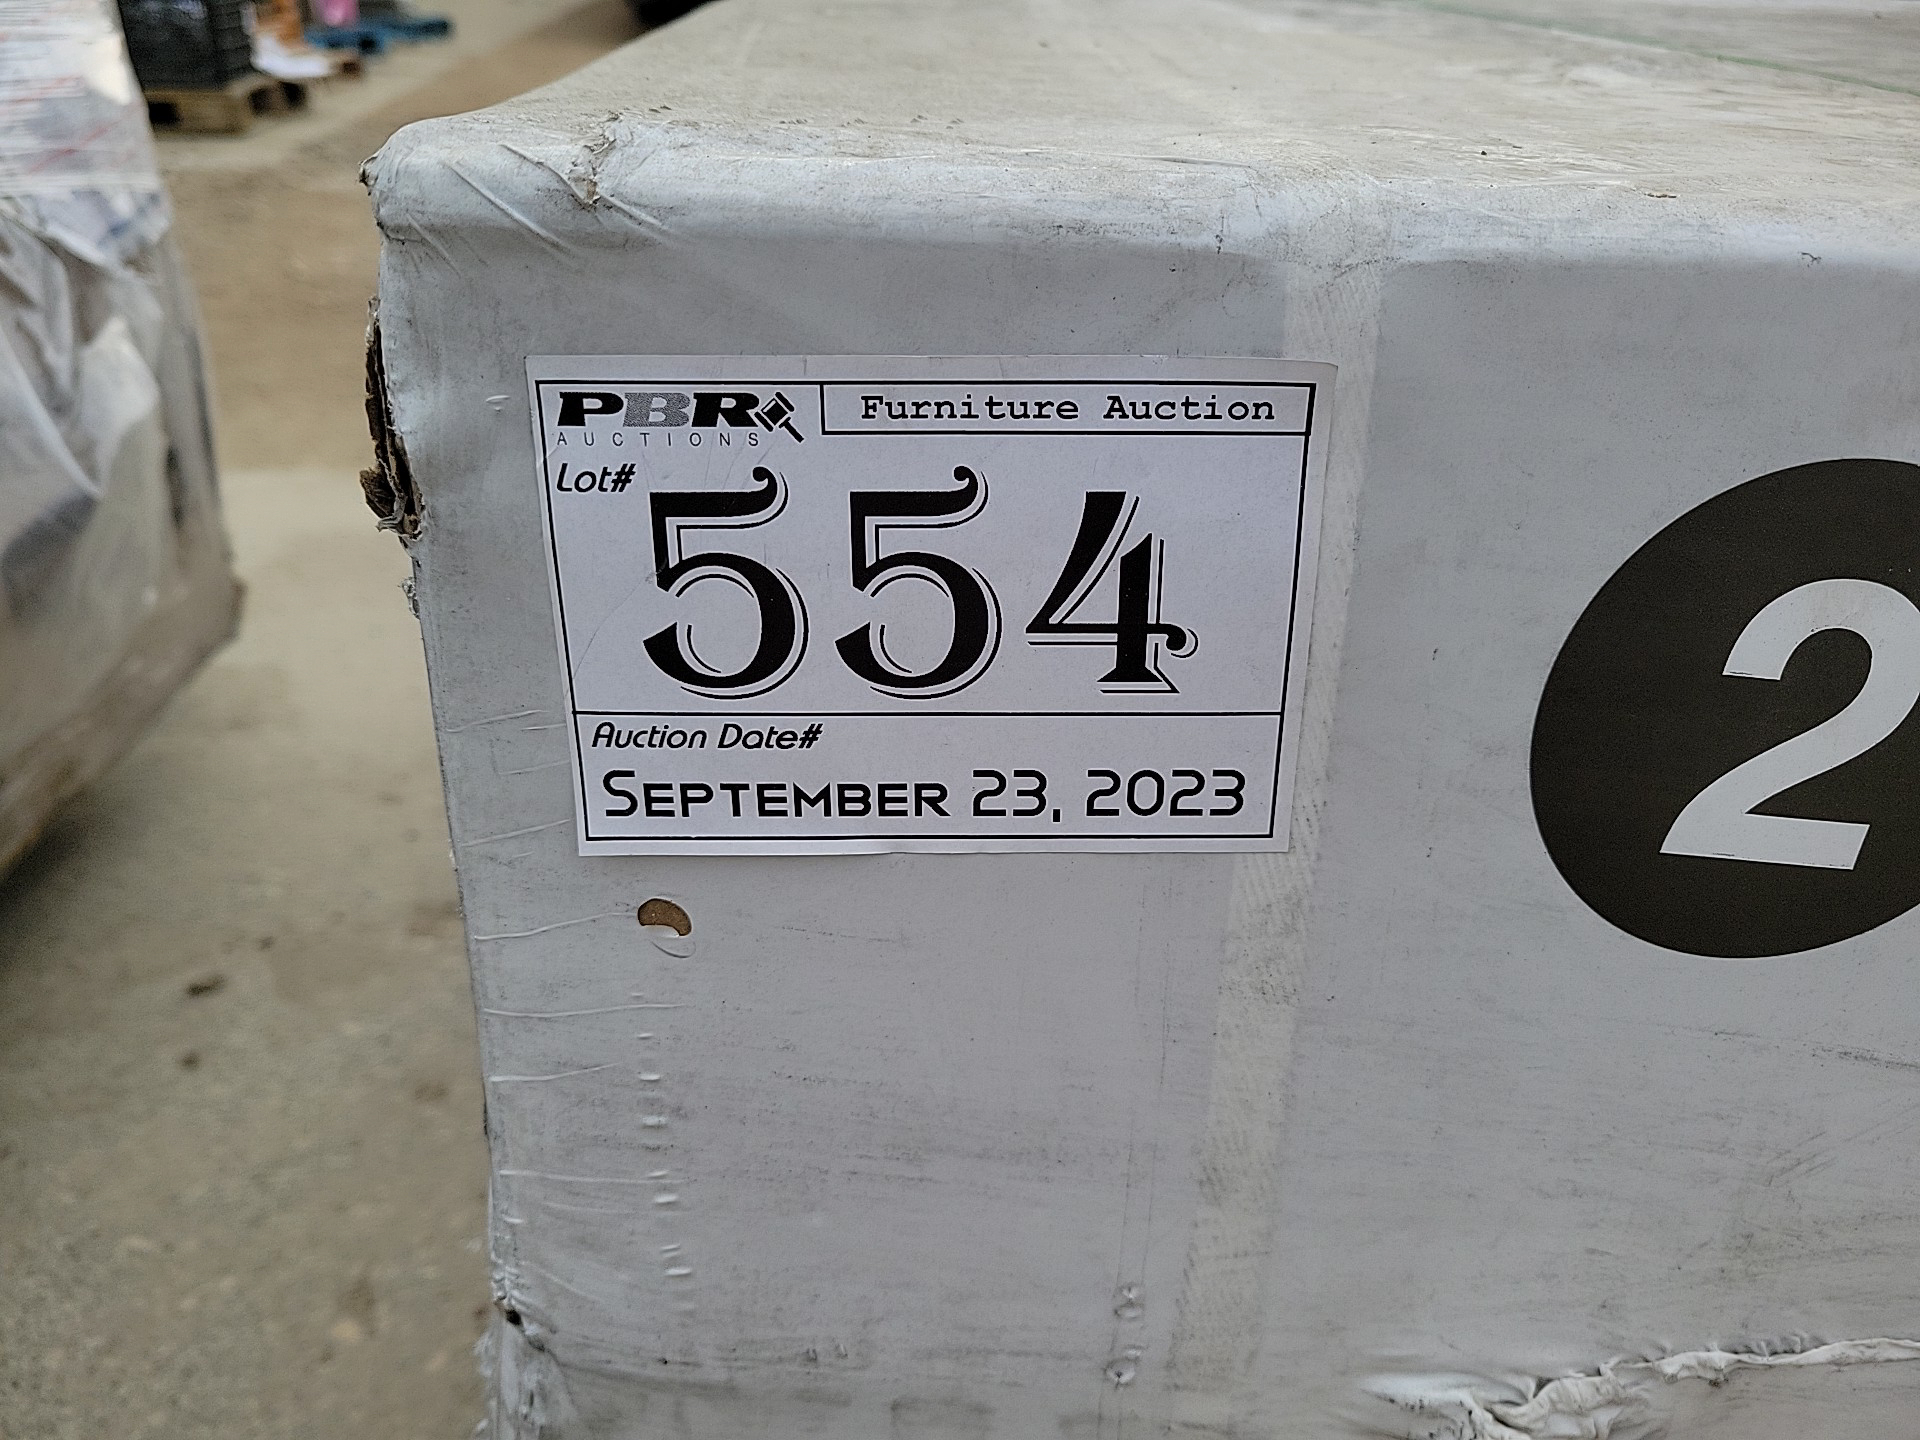 PBR Furniture Auction
AUCTIONS
Lot#
554
Auction Date#
September 23, 2023
2